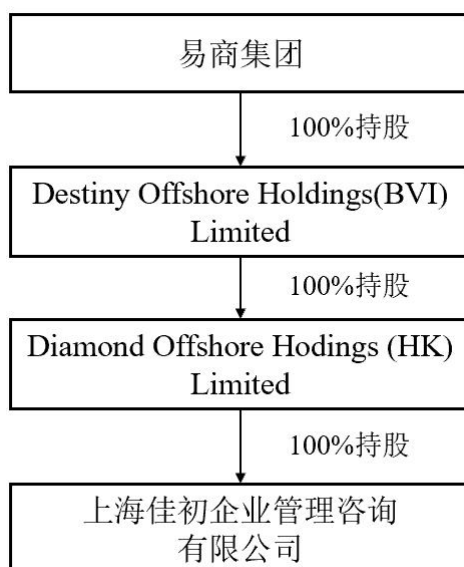 易商集团
100%持股
Destiny Offshore Holdings(BVI)
Limited
100%持股
Diamond Offshore Hodings (HK)
Limited
100%持股
上海佳初企业管理咨询
有限公司